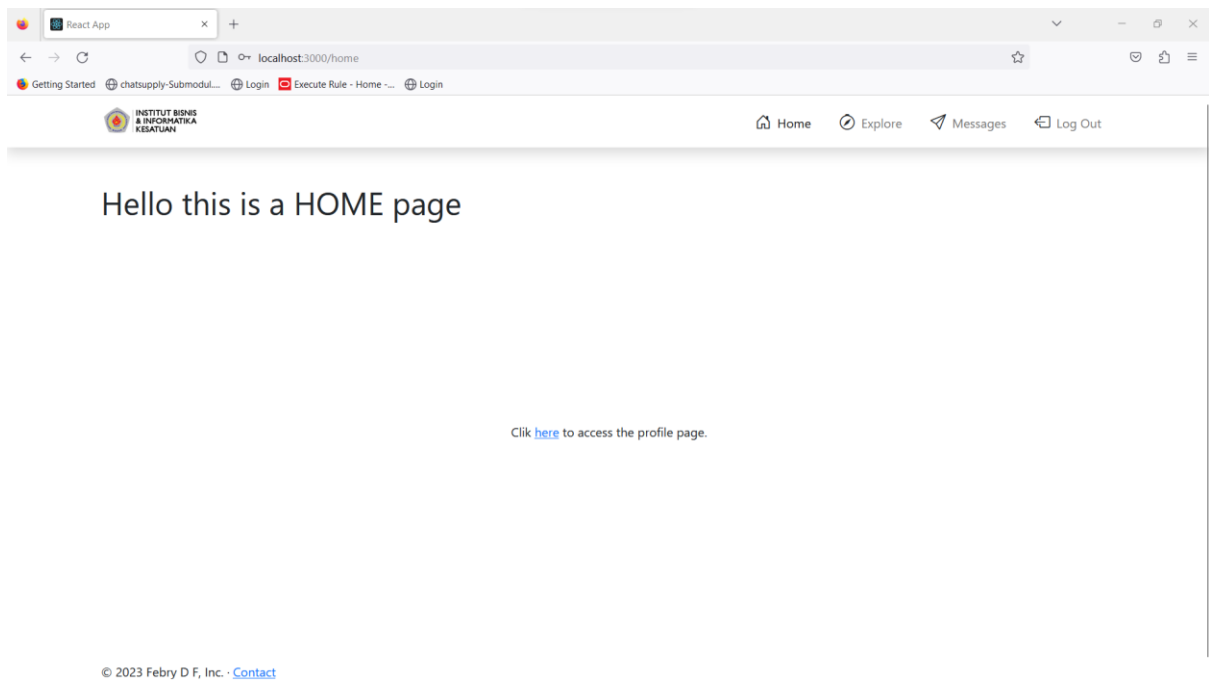 React App
localhost:3000/home
Getting Started chatsupply-Submodul.... Login Execute Rule - Home -... Login
INSTITUT BISNIS
& INFORMATIKA
KESATUAN
Home Explore Messages Log Out
Hello this is a HOME page
Clik here to access the profile page.
© 2023 Febry D F, Inc. · Contact